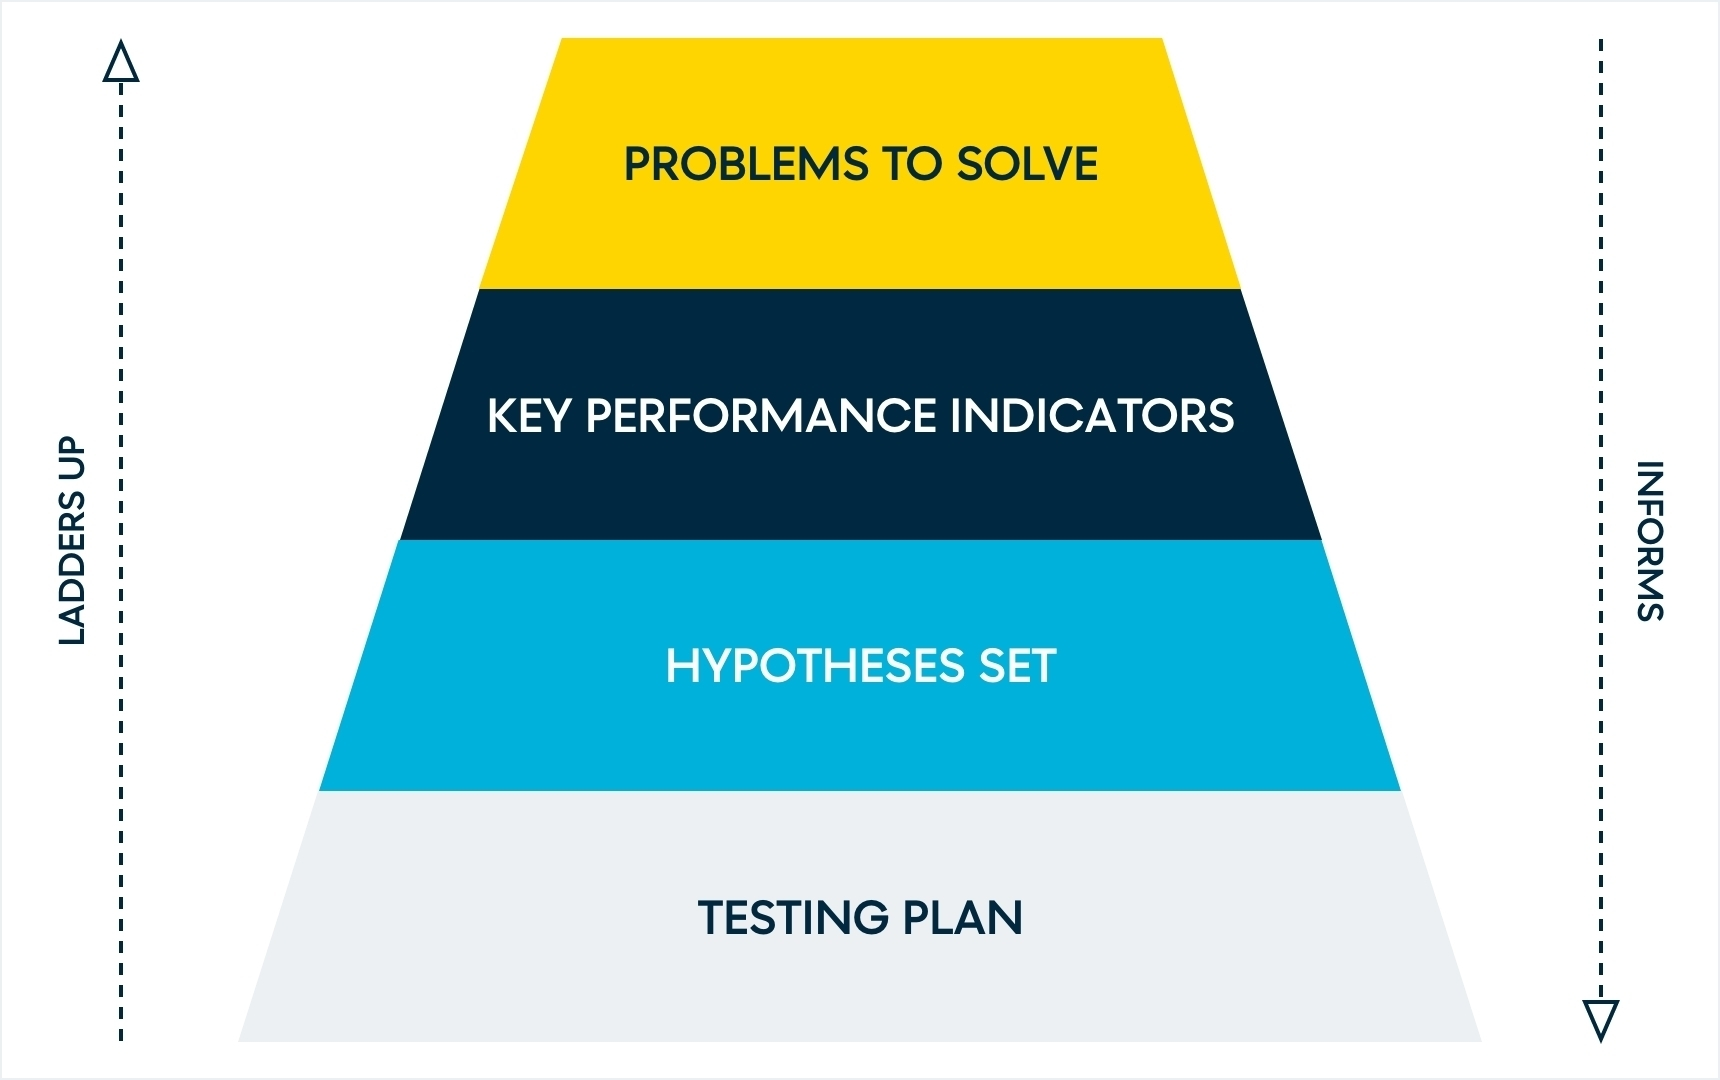 PROBLEMS TO SOLVE
KEY PERFORMANCE INDICATORS
HYPOTHESES SET
TESTING PLAN
LADDERS UP
INFORMS